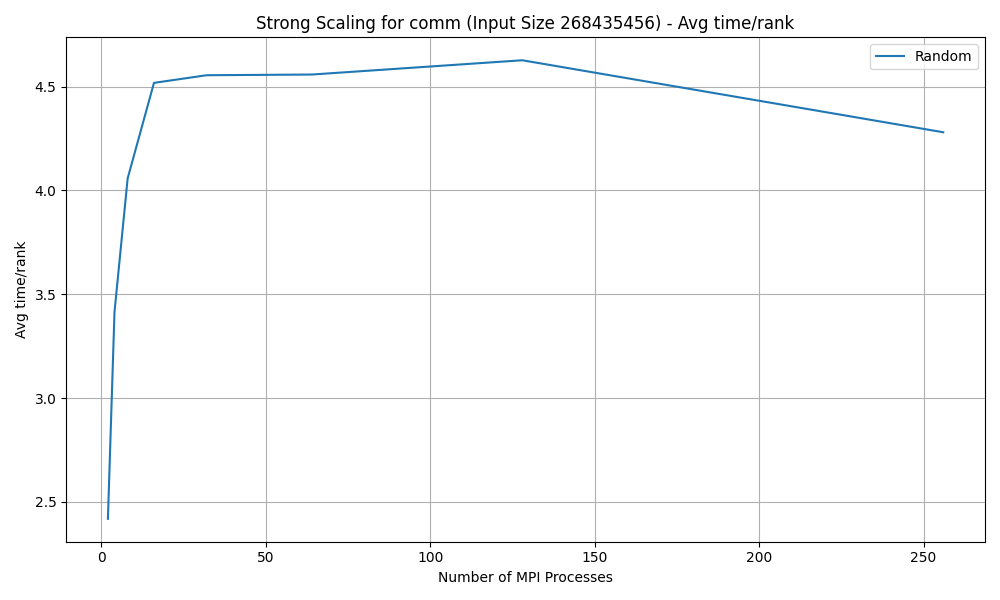 Strong Scaling for comm (Input Size 268435456) - Avg time/rank
Random
Avg time/rank
4.5
4.0
3.5
3.0
2.5
0 50 100 150 200 250
Number of MPI Processes